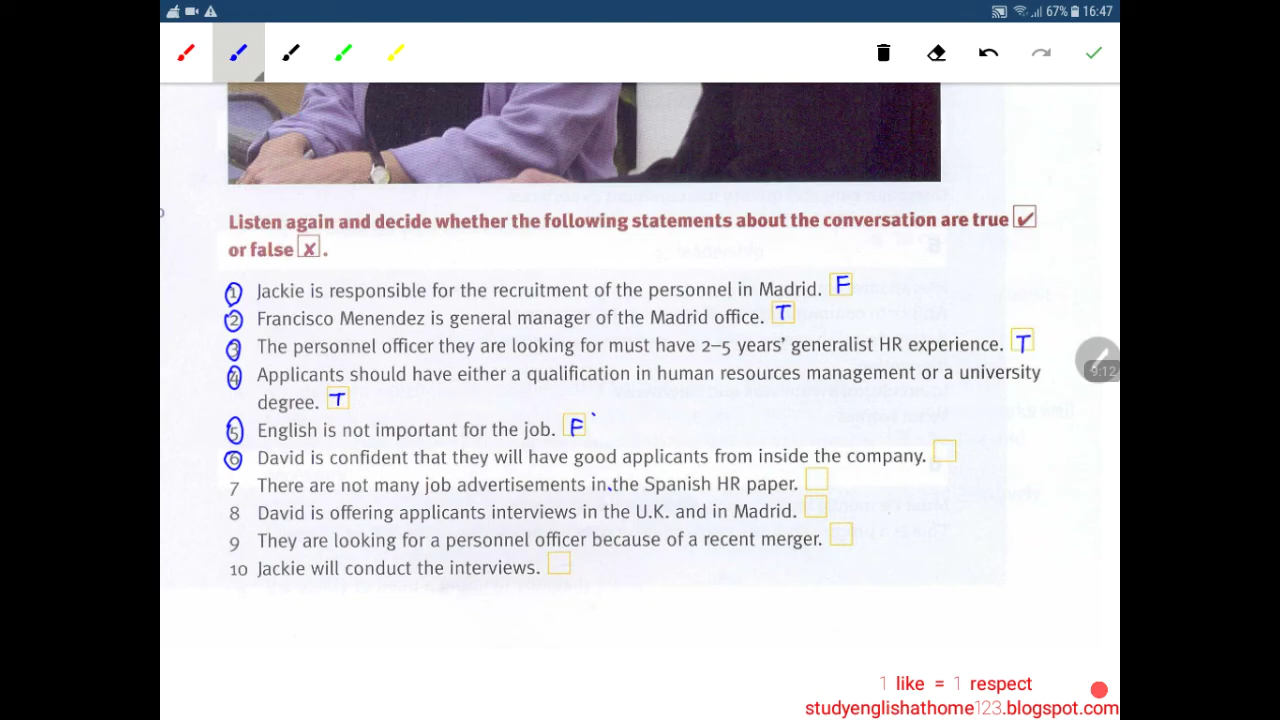 67% 16:47
Listen again and decide whether the following statements about the conversation are true ✓
or false x.
1 Jackie is responsible for the recruitment of the personnel in Madrid. F
2 Francisco Menendez is general manager of the Madrid office. T
3 The personnel officer they are looking for must have 2–5 years' generalist HR experience. T
4 Applicants should have either a qualification in human resources management or a university
degree. T
5 English is not important for the job. F
6 David is confident that they will have good applicants from inside the company.
7 There are not many job advertisements in the Spanish HR paper.
8 David is offering applicants interviews in the U.K. and in Madrid.
9 They are looking for a personnel officer because of a recent merger.
10 Jackie will conduct the interviews.
9:12
1 like = 1 respect
studyenglishathome123.blogspot.com